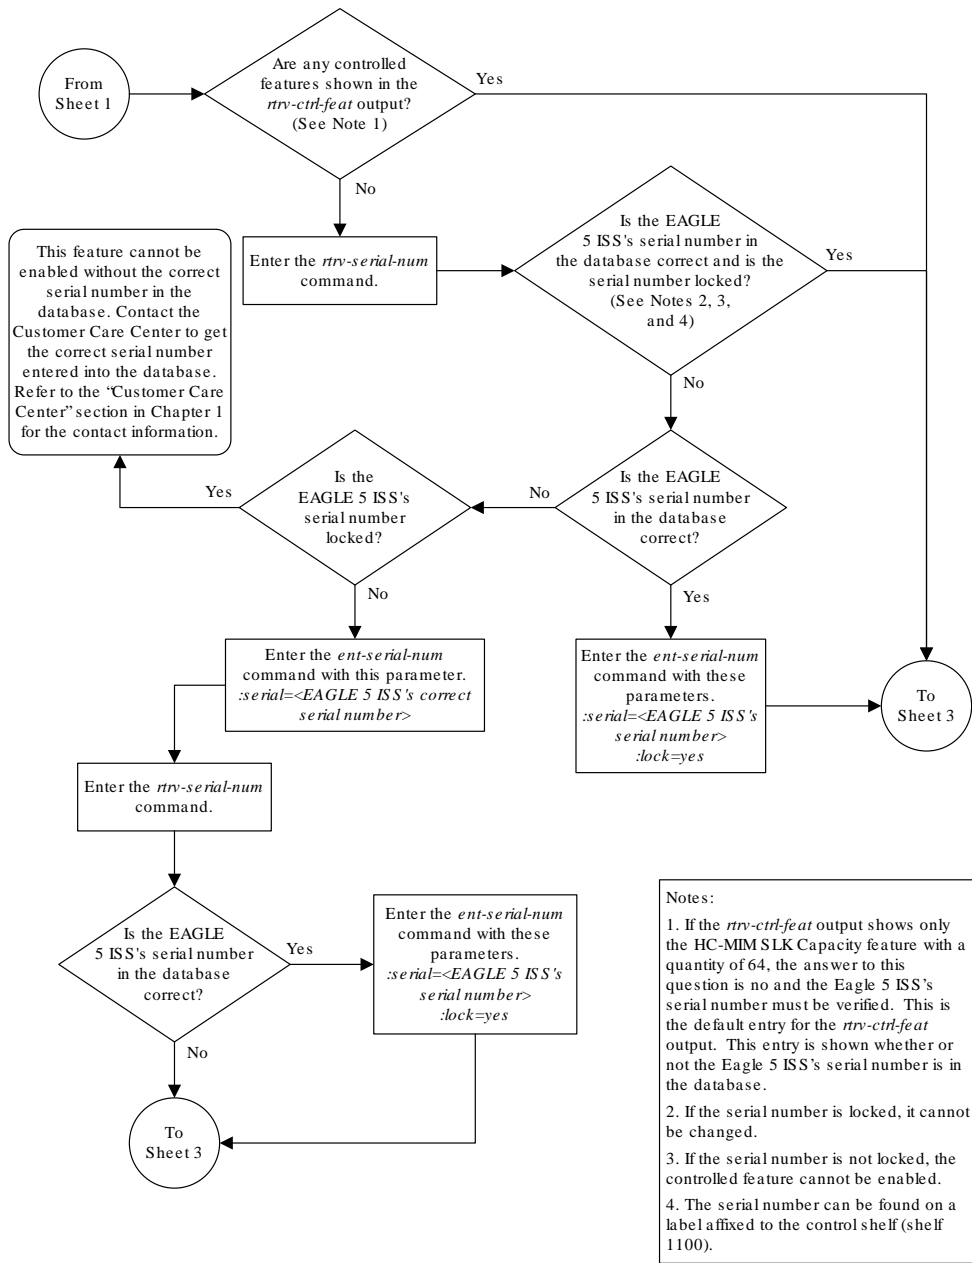 From
Sheet 1
Are any controlled
features shown in the
rtrv-ctrl-feat output?
(See Note 1)
Yes
No
Enter the rtrv-serial-num
command.
Is the EAGLE
5 ISS's serial number in
the database correct and is the
serial number locked?
(See Notes 2, 3,
and 4)
Yes
No
This feature cannot be
enabled without the correct
serial number in the
database. Contact the
Customer Care Center to get
the correct serial number
entered into the database.
Refer to the “Customer Care
Center” section in Chapter 1
for the contact information.
Yes
Is the
EAGLE 5 ISS's
serial number
locked?
No
Is the EAGLE
5 ISS's serial number
in the database
correct?
No
Yes
Enter the ent-serial-num
command with this parameter.
:serial=<EAGLE 5 ISS's correct
serial number>
Enter the ent-serial-num
command with these
parameters.
:serial=<EAGLE 5 ISS's
serial number>
:lock=yes
To
Sheet 3
Enter the rtrv-serial-num
command.
Is the EAGLE
5 ISS's serial number
in the database
correct?
Yes
No
Enter the ent-serial-num
command with these
parameters.
:serial=<EAGLE 5 ISS's
serial number>
:lock=yes
To
Sheet 3
Notes:
1. If the rtrv-ctrl-feat output shows only
the HC-MIM SLK Capacity feature with a
quantity of 64, the answer to this
question is no and the Eagle 5 ISS’s
serial number must be verified.  This is
the default entry for the rtrv-ctrl-feat
output.  This entry is shown whether or
not the Eagle 5 ISS’s serial number is in
the database.
2. If the serial number is locked, it cannot
be changed.
3. If the serial number is not locked, the
controlled feature cannot be enabled.
4. The serial number can be found on a
label affixed to the control shelf (shelf
1100).